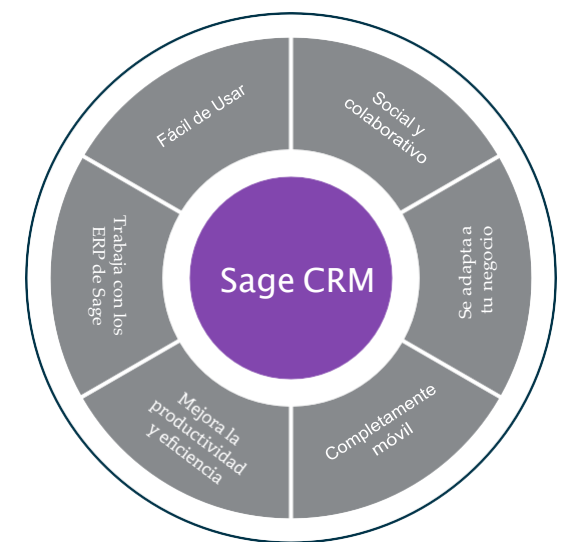 Fácil de Usar
Social y
colaborativo
Trabaja con los
ERP de Sage
Sage CRM
Se adapta a
tu negocio
Mejora la
productividad
y eficiencia
Completamente
móvil